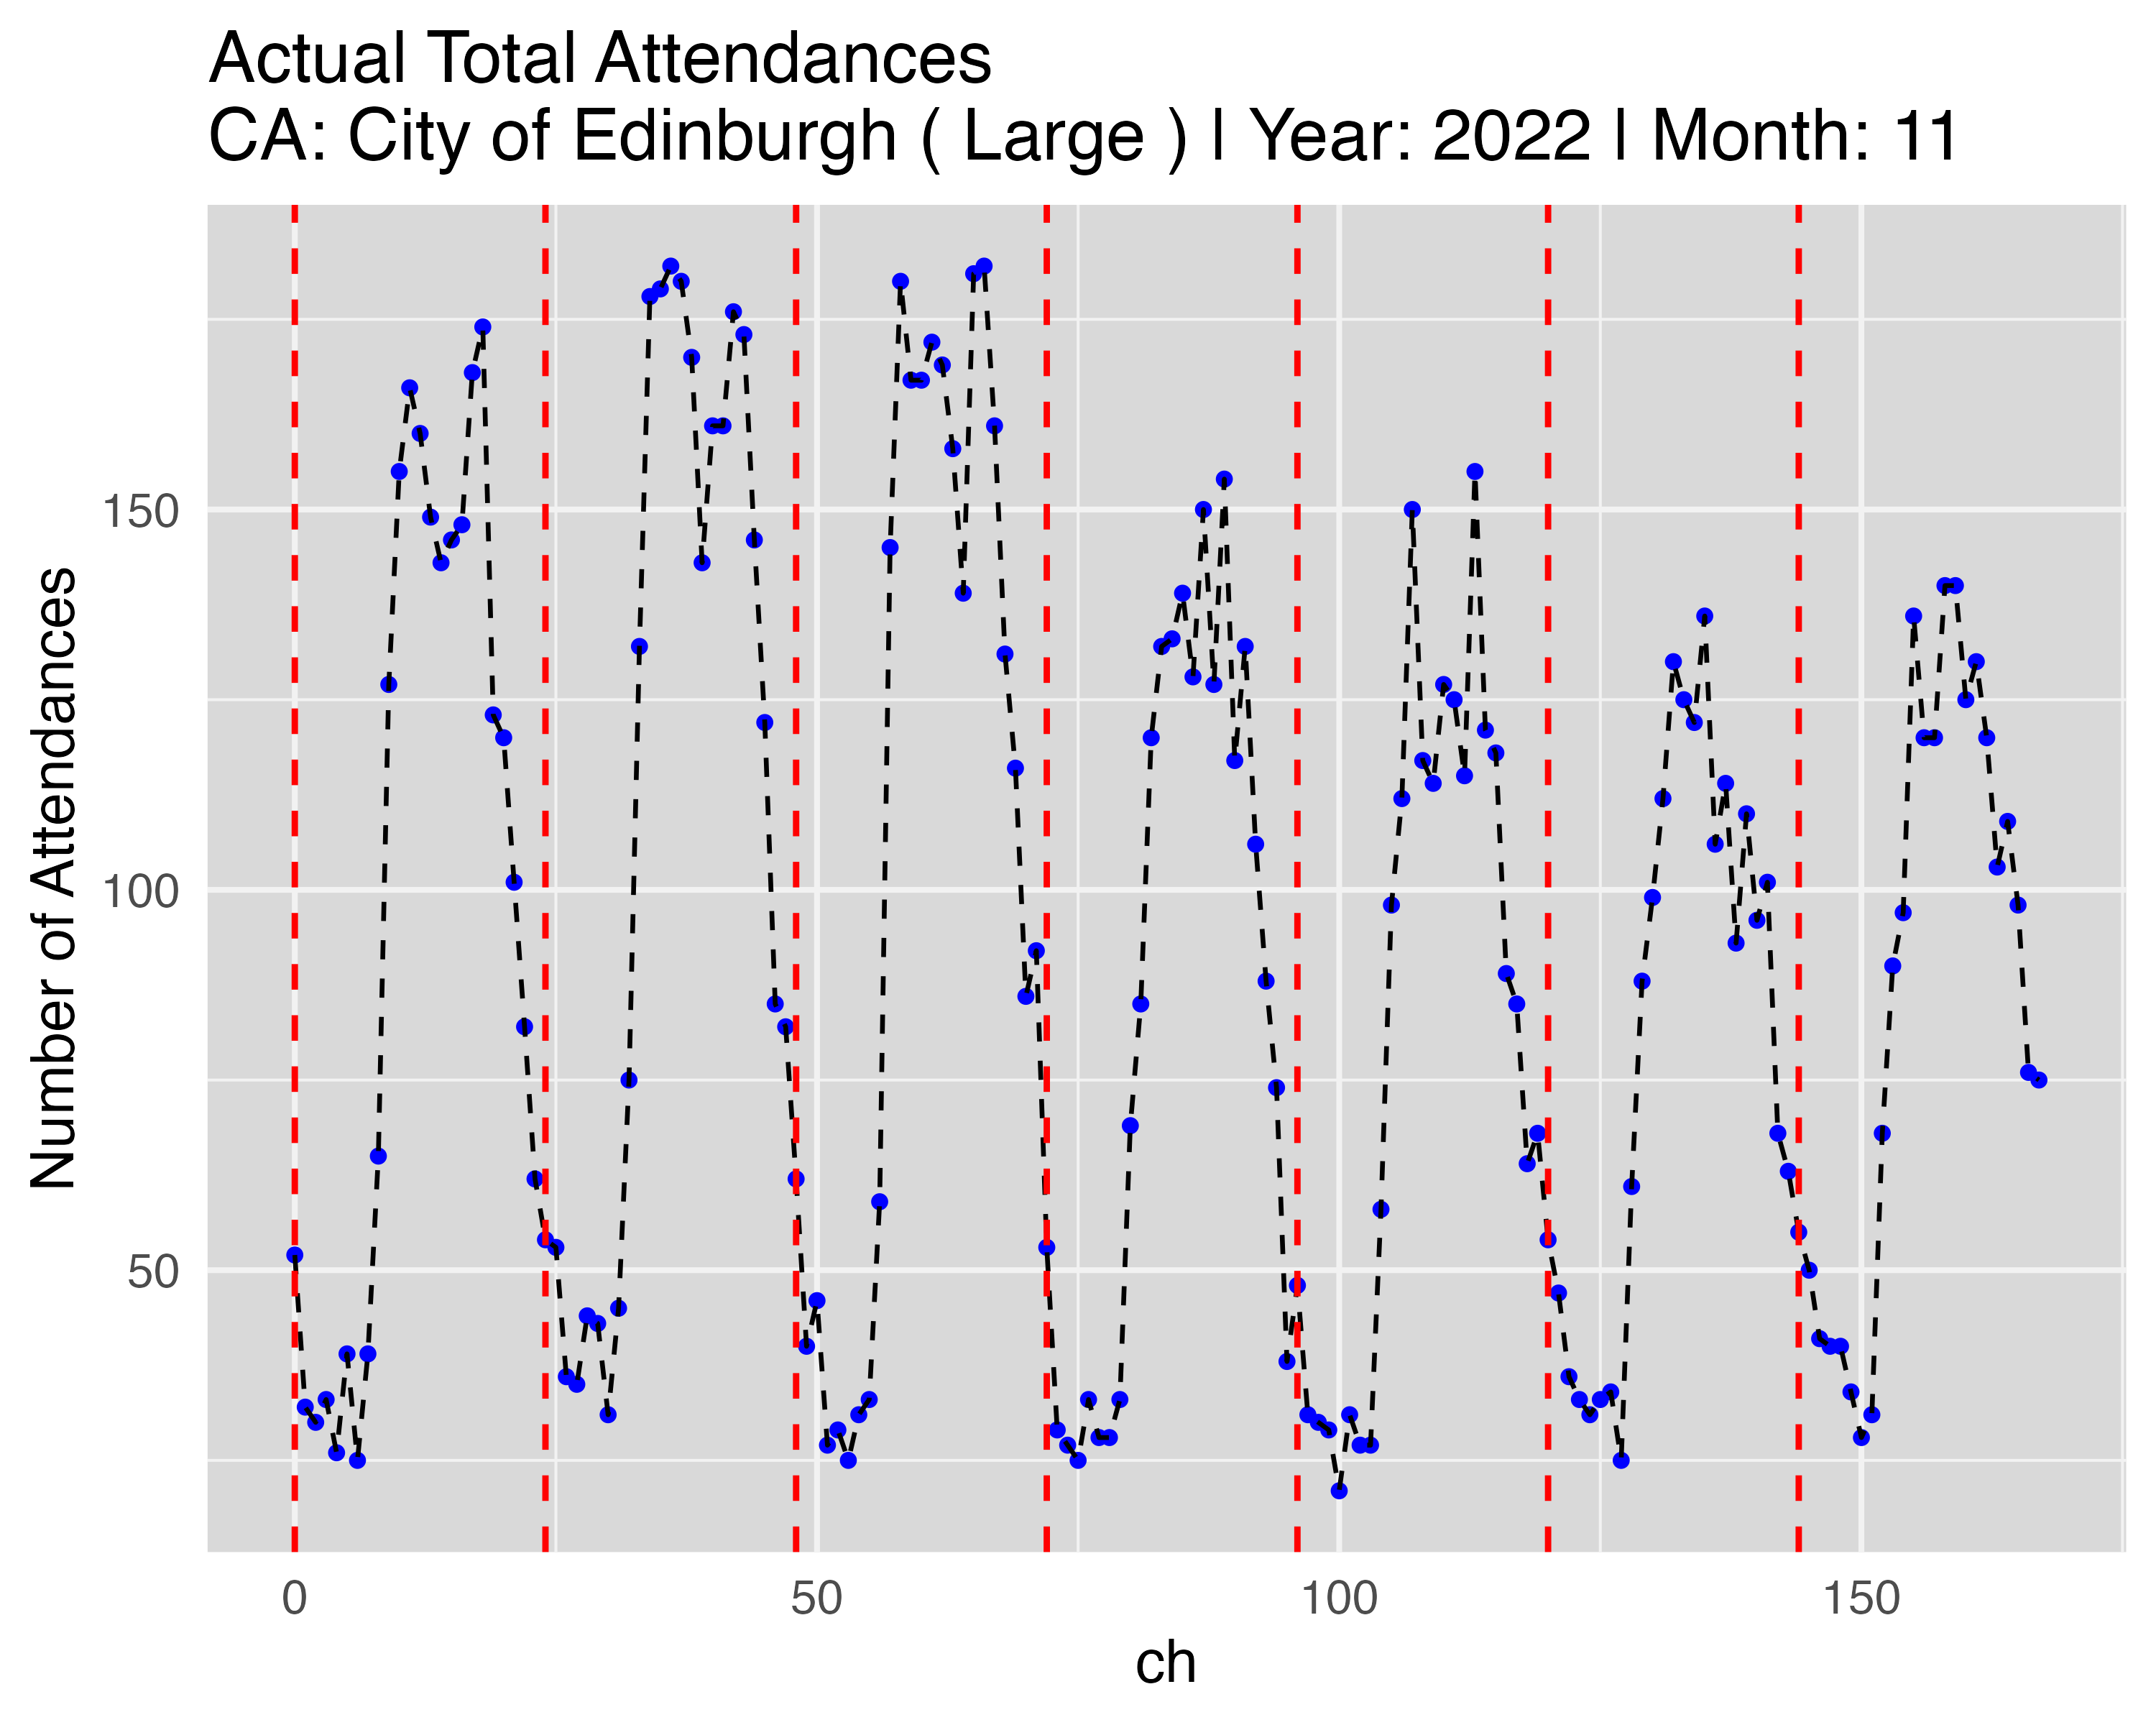 Actual Total Attendances
CA: City of Edinburgh ( Large ) | Year: 2022 | Month: 11
Number of Attendances
150
100
50
0
50
100
150
ch